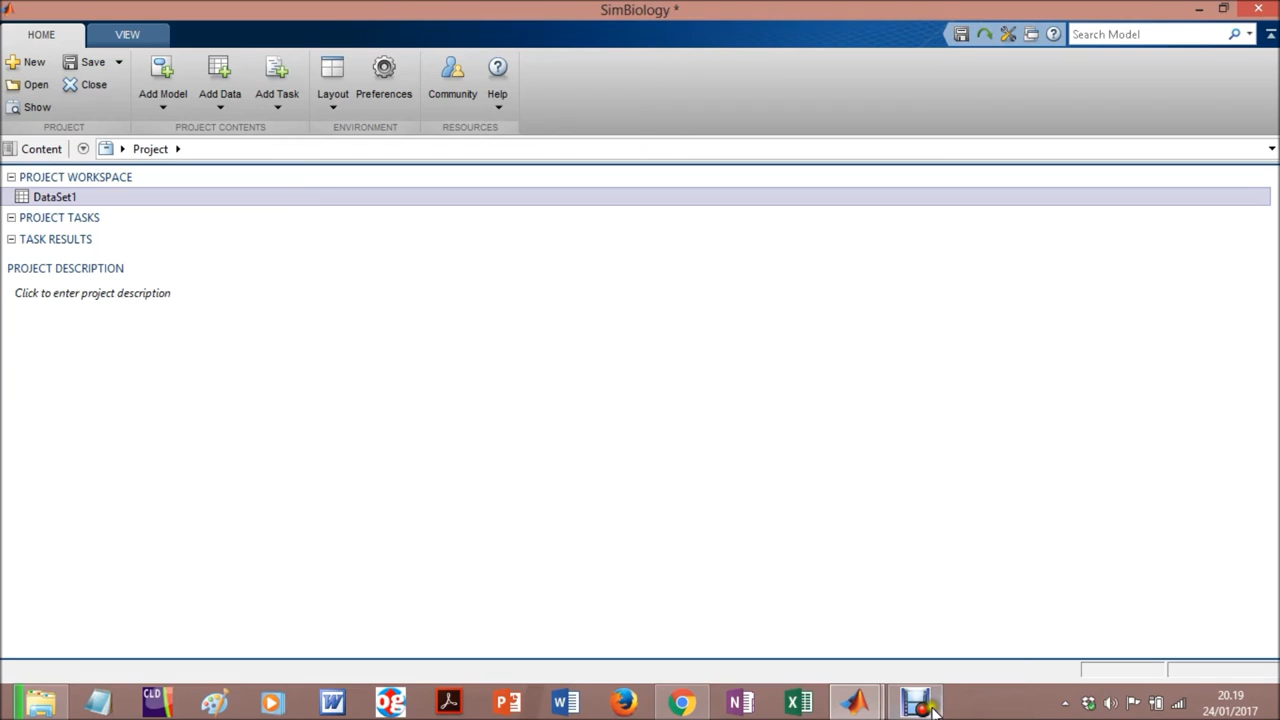 SimBiology *
HOME
VIEW
Search Model
New
Save
Open
Close
Show
Add Model
Add Data
Add Task
Layout
Preferences
Community
Help
PROJECT
PROJECT CONTENTS
ENVIRONMENT
RESOURCES
Content
Project
PROJECT WORKSPACE
DataSet1
PROJECT TASKS
TASK RESULTS
PROJECT DESCRIPTION
Click to enter project description
CLD
og
20.19
24/01/2017